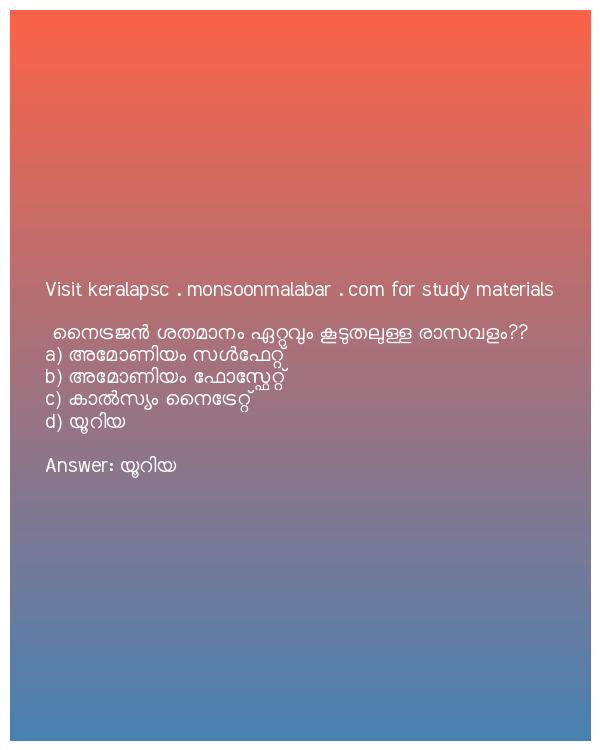 Visit keralapsc . monsoonmalabar . com for study materials
നൈട്രജൻ ശതമാനം ഏറ്റവും കൂടുതലുള്ള രാസവളം??
a) അമോണിയം സൾഫേറ്റ്
b) അമോണിയം ഫോസ്ഫേറ്റ്
c) കാൽസ്യം നൈട്രേറ്റ്
d) യൂറിയ
Answer: യൂറിയ